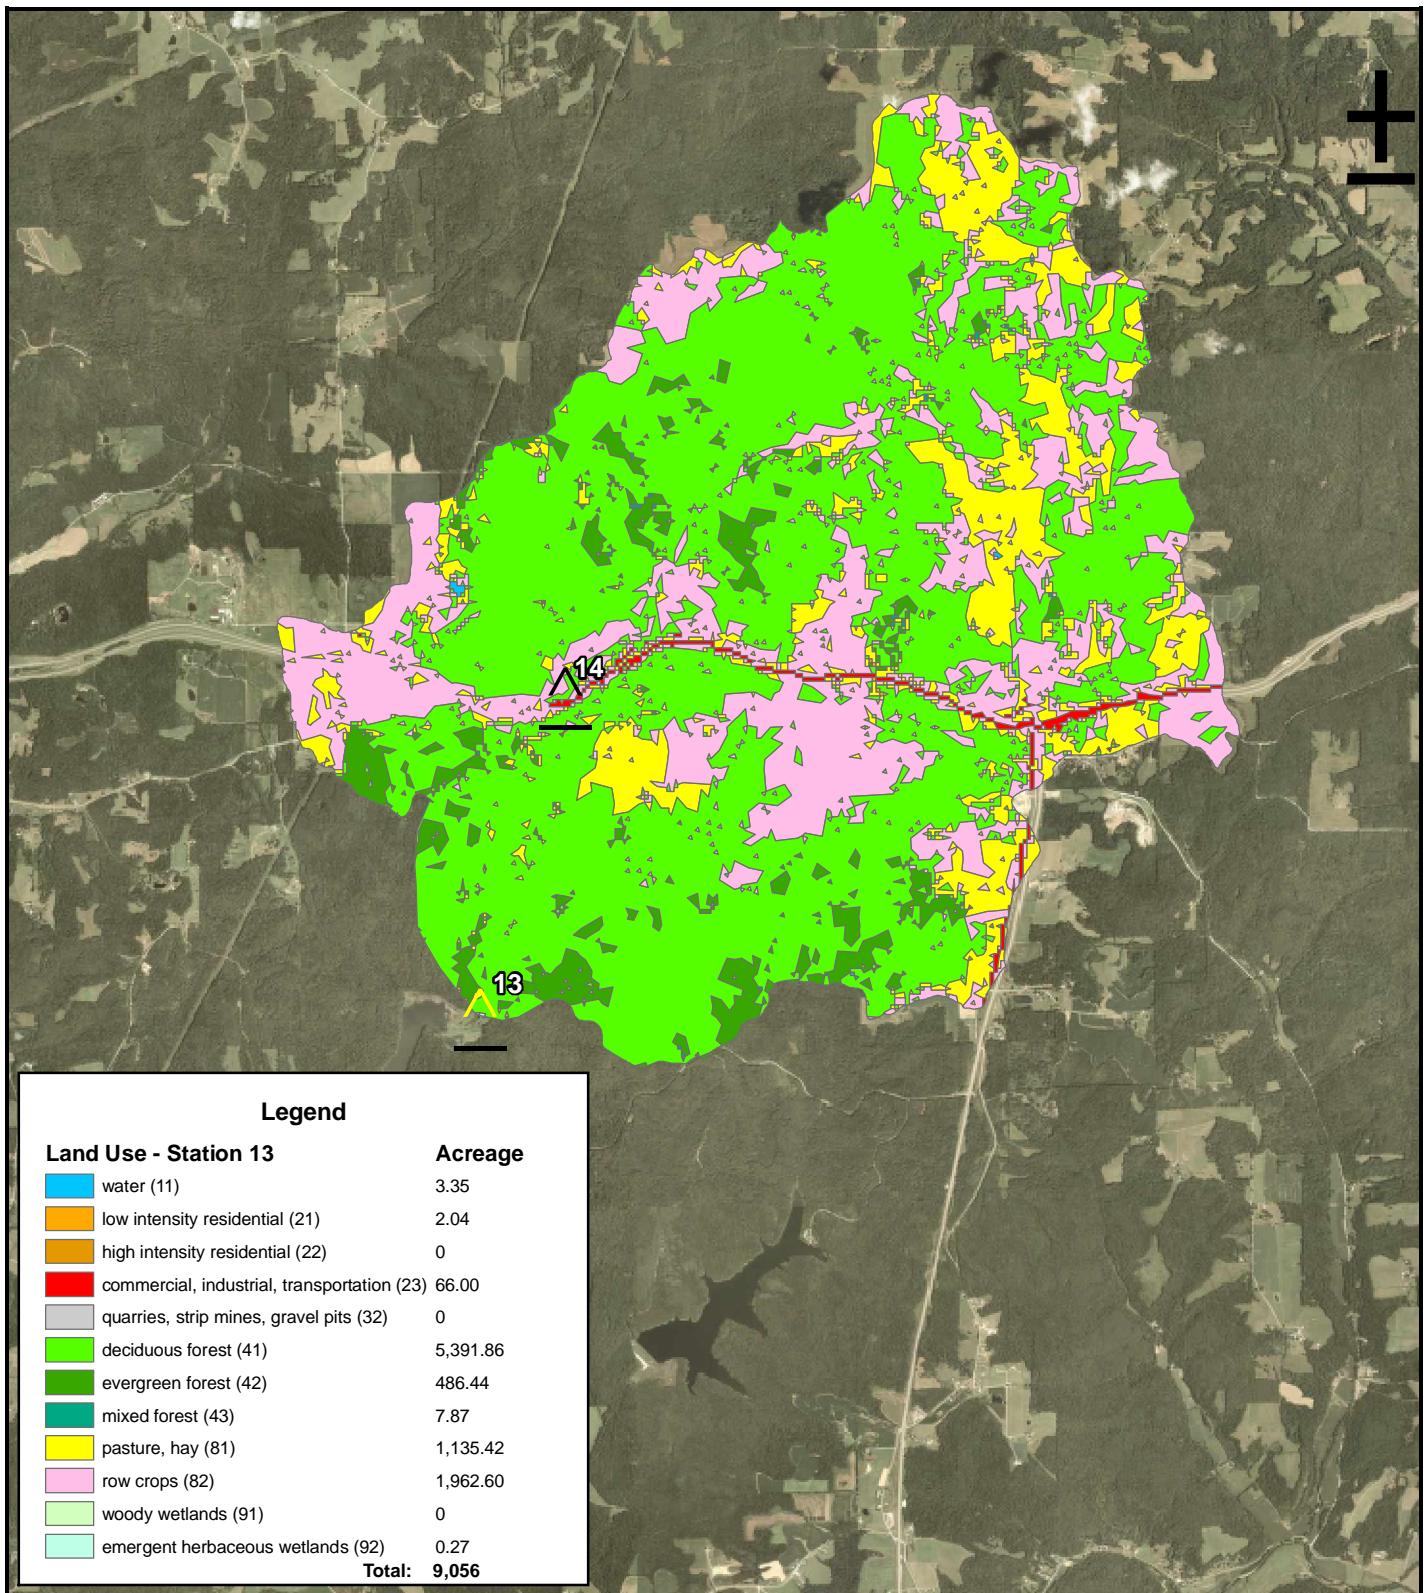 14
13
Legend
Land Use - Station 13 Acreage
water (11) 3.35
low intensity residential (21) 2.04
high intensity residential (22) 0
commercial, industrial, transportation (23) 66.00
quarries, strip mines, gravel pits (32) 0
deciduous forest (41) 5,391.86
evergreen forest (42) 486.44
mixed forest (43) 7.87
pasture, hay (81) 1,135.42
row crops (82) 1,962.60
woody wetlands (91) 0
emergent herbaceous wetlands (92) 0.27
Total: 9,056